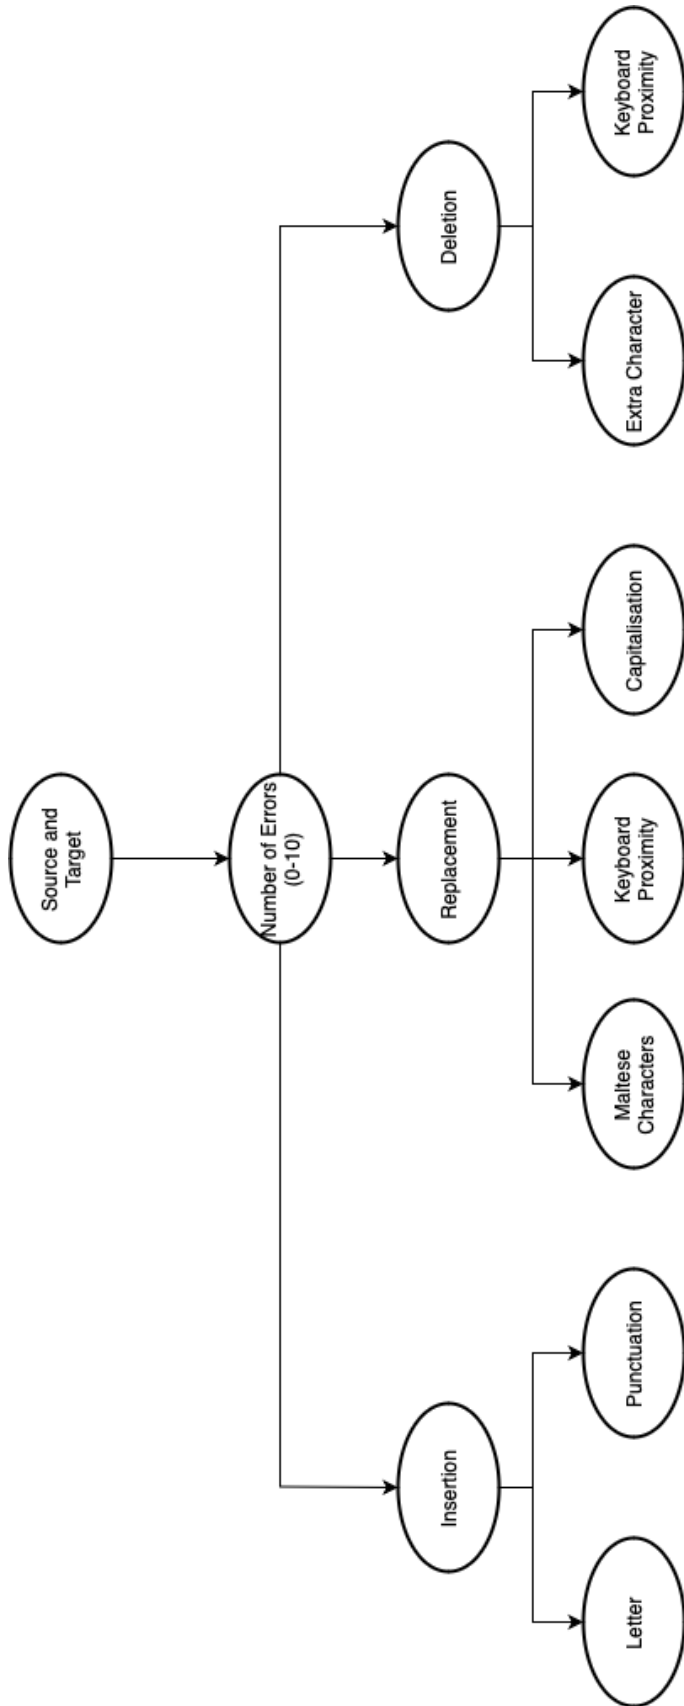 Source and
Target
Number of Errors
(0-10)
Insertion
Replacement
Deletion
Letter
Punctuation
Maltese
Characters
Keyboard
Proximity
Capitalisation
Extra Character
Keyboard
Proximity